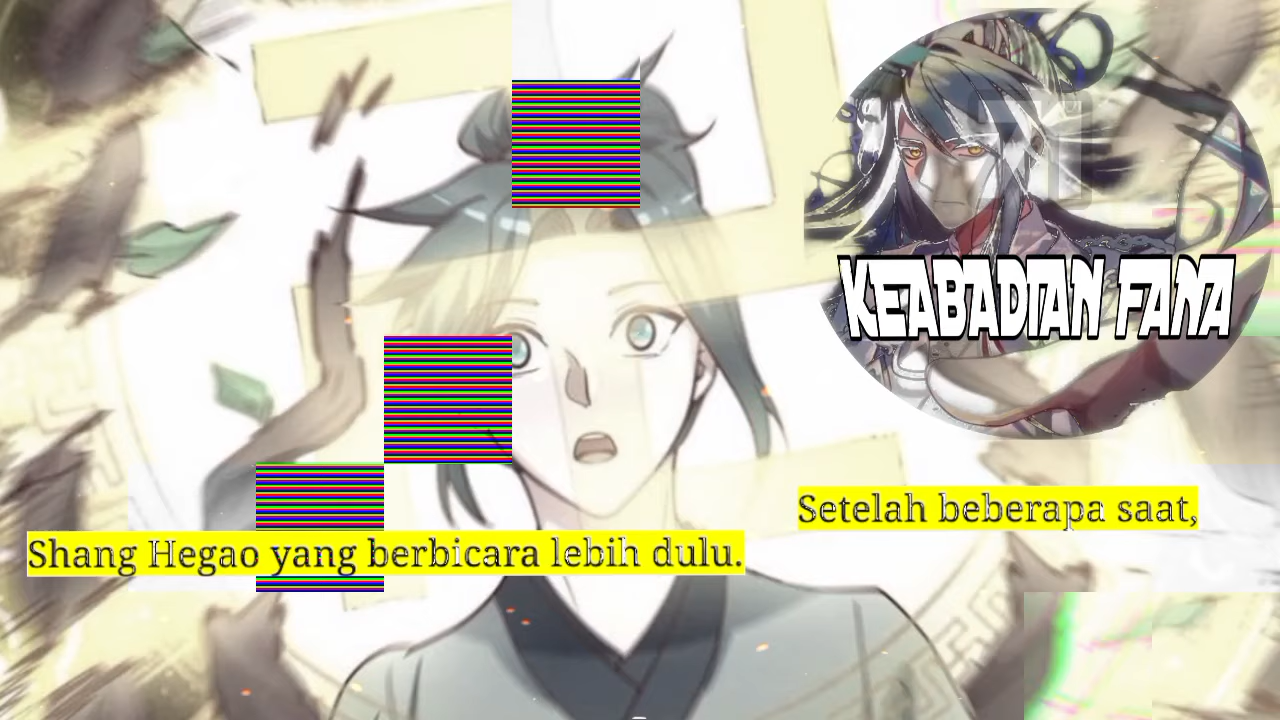 KEABADIAN FANA
Setelah beberapa saat,
Shang Hegao yang berbicara lebih dulu.